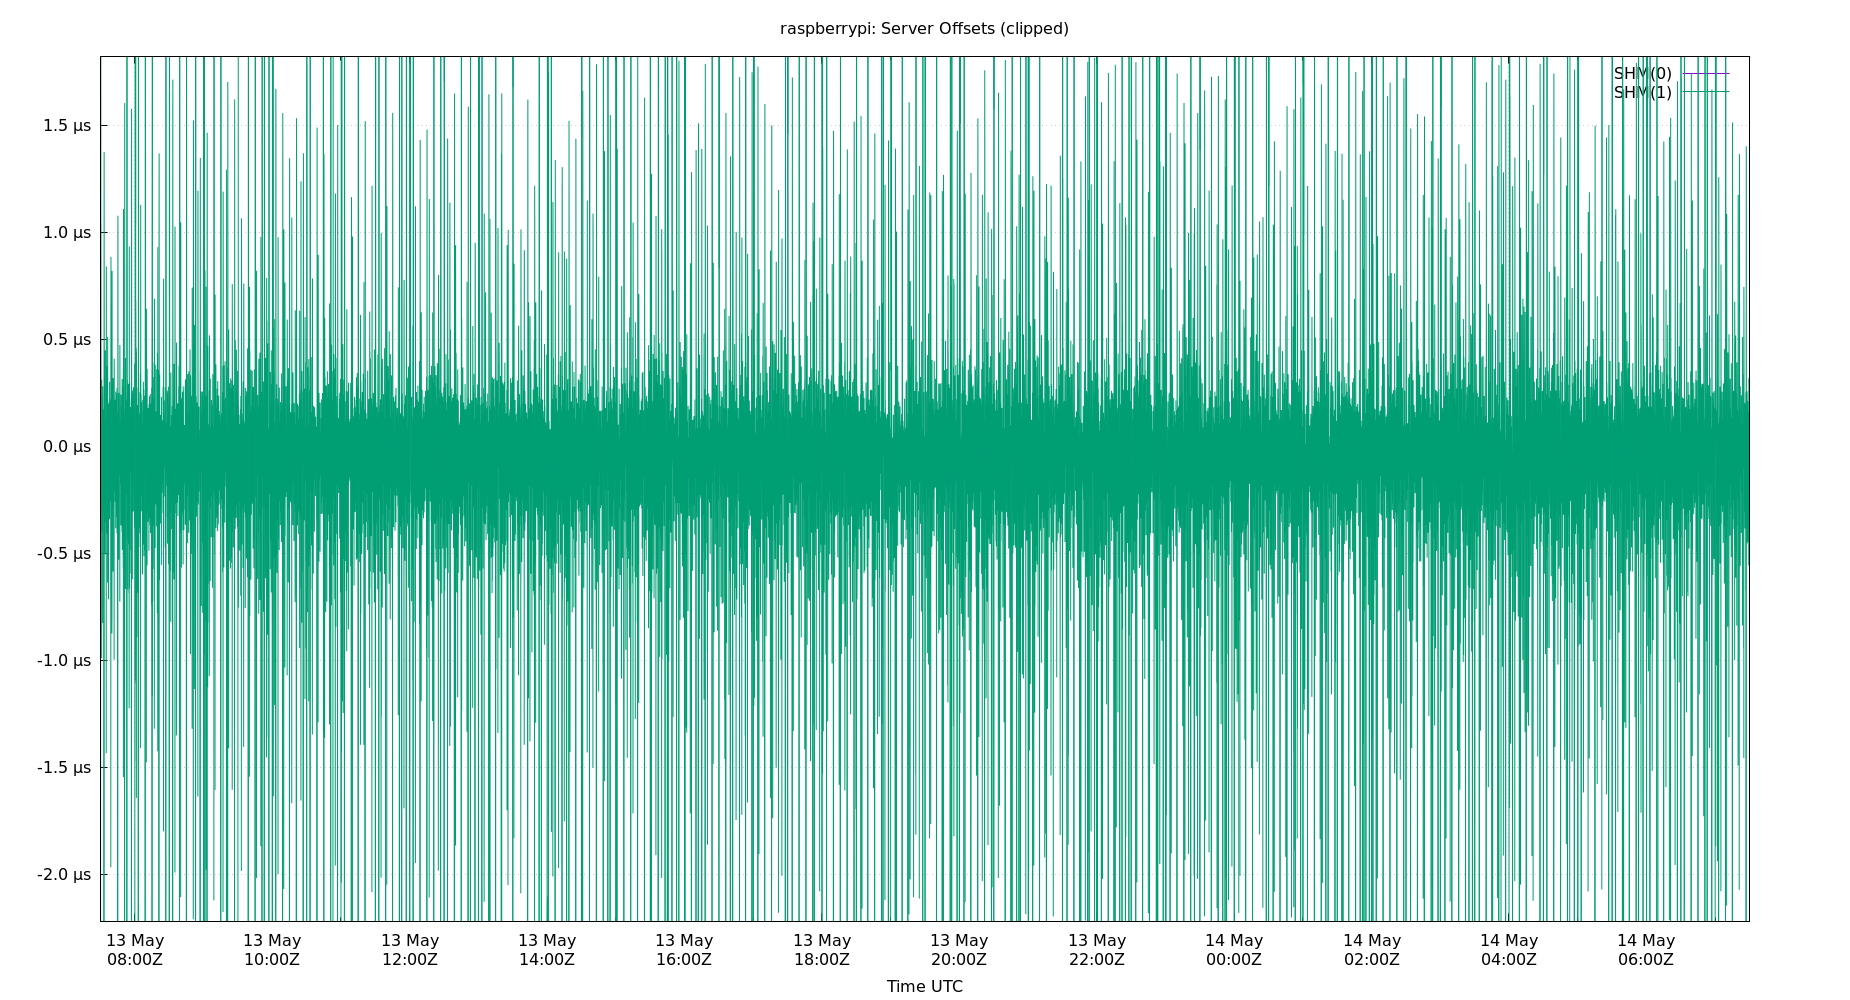 raspberrypi: Server Offsets (clipped)
SHM(0)
SHM(1)
1.5 µs
1.0 µs
0.5 µs
0.0 µs
-0.5 µs
-1.0 µs
-1.5 µs
-2.0 µs
13 May 13 May 13 May 13 May 13 May 13 May 13 May 13 May 14 May 14 May 14 May 14 May
08:00Z 10:00Z 12:00Z 14:00Z 16:00Z 18:00Z 20:00Z 22:00Z 00:00Z 02:00Z 04:00Z 06:00Z
Time UTC